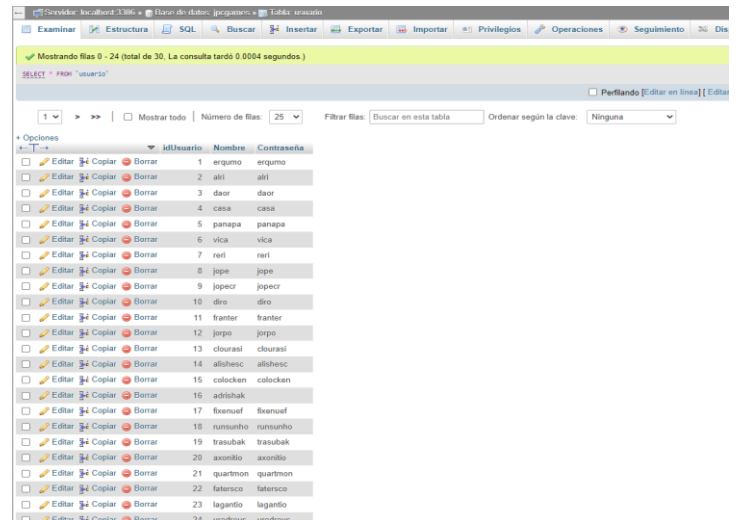 Servidor: localhost:3306 » Base de datos: jpcgames » Tabla: usuario
Examinar Estructura SQL Buscar Insertar Exportar Importar Privilegios Operaciones Seguimiento Dis
Mostrando filas 0 - 24 (total de 30, La consulta tardó 0.0004 segundos.)
SELECT * FROM `usuario`
Perfilando [Editar en línea] [ Editar
1 > >> | Mostrar todo | Número de filas: 25 Filtrar filas: Buscar en esta tabla Ordenar según la clave: Ninguna
+ Opciones
←T→ idUsuario Nombre Contraseña
Editar Copiar Borrar 1 erqumo erqumo
Editar Copiar Borrar 2 alri alri
Editar Copiar Borrar 3 daor daor
Editar Copiar Borrar 4 casa casa
Editar Copiar Borrar 5 panapa panapa
Editar Copiar Borrar 6 vica vica
Editar Copiar Borrar 7 reri reri
Editar Copiar Borrar 8 jope jope
Editar Copiar Borrar 9 jopecr jopecr
Editar Copiar Borrar 10 diro diro
Editar Copiar Borrar 11 franter franter
Editar Copiar Borrar 12 jorpo jorpo
Editar Copiar Borrar 13 clourasi clourasi
Editar Copiar Borrar 14 alishesc alishesc
Editar Copiar Borrar 15 colocken colocken
Editar Copiar Borrar 16 adrishak
Editar Copiar Borrar 17 fixenuef fixenuef
Editar Copiar Borrar 18 runsunho runsunho
Editar Copiar Borrar 19 trasubak trasubak
Editar Copiar Borrar 20 axonitio axonitio
Editar Copiar Borrar 21 quartmon quartmon
Editar Copiar Borrar 22 fatersco fatersco
Editar Copiar Borrar 23 lagantio lagantio
Editar Copiar Borrar 24